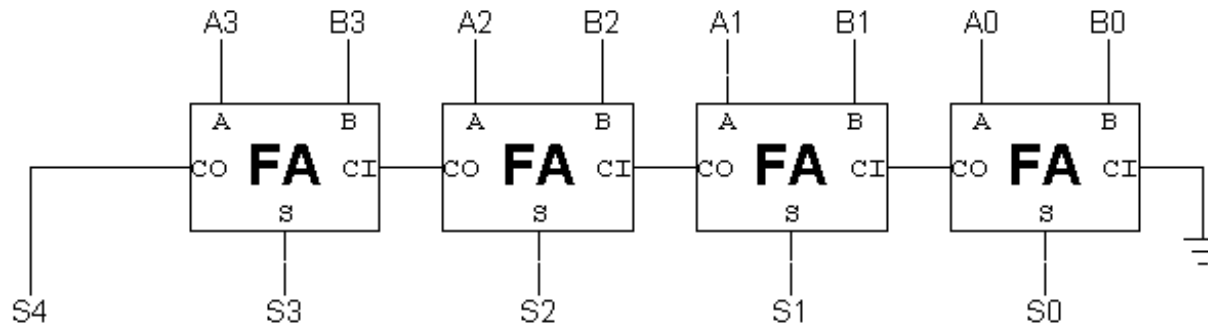 A3 B3 A2 B2 A1 B1 A0 B0
A B A B A B A B
CO FA CI CO FA CI CO FA CI CO FA CI
S S S S
S4 S3 S2 S1 S0